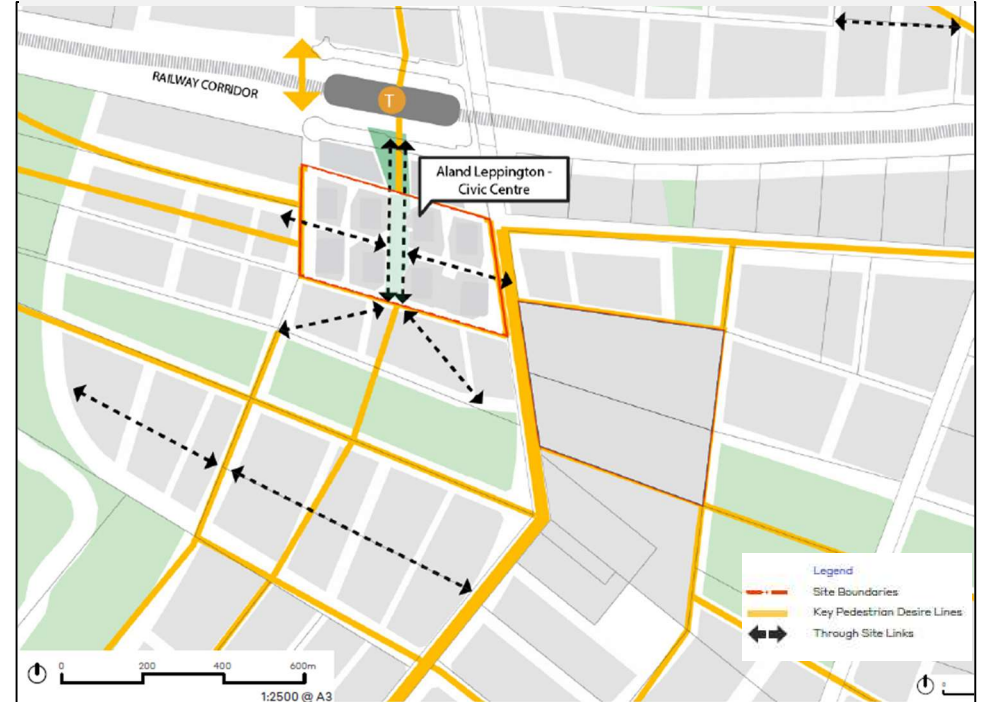 RAILWAY CORRIDOR
T
Aland Leppington -
Civic Centre
Legend
Site Boundaries
Key Pedestrian Desire Lines
Through Site Links
0 200 400 600m
1:2500 @ A3
0